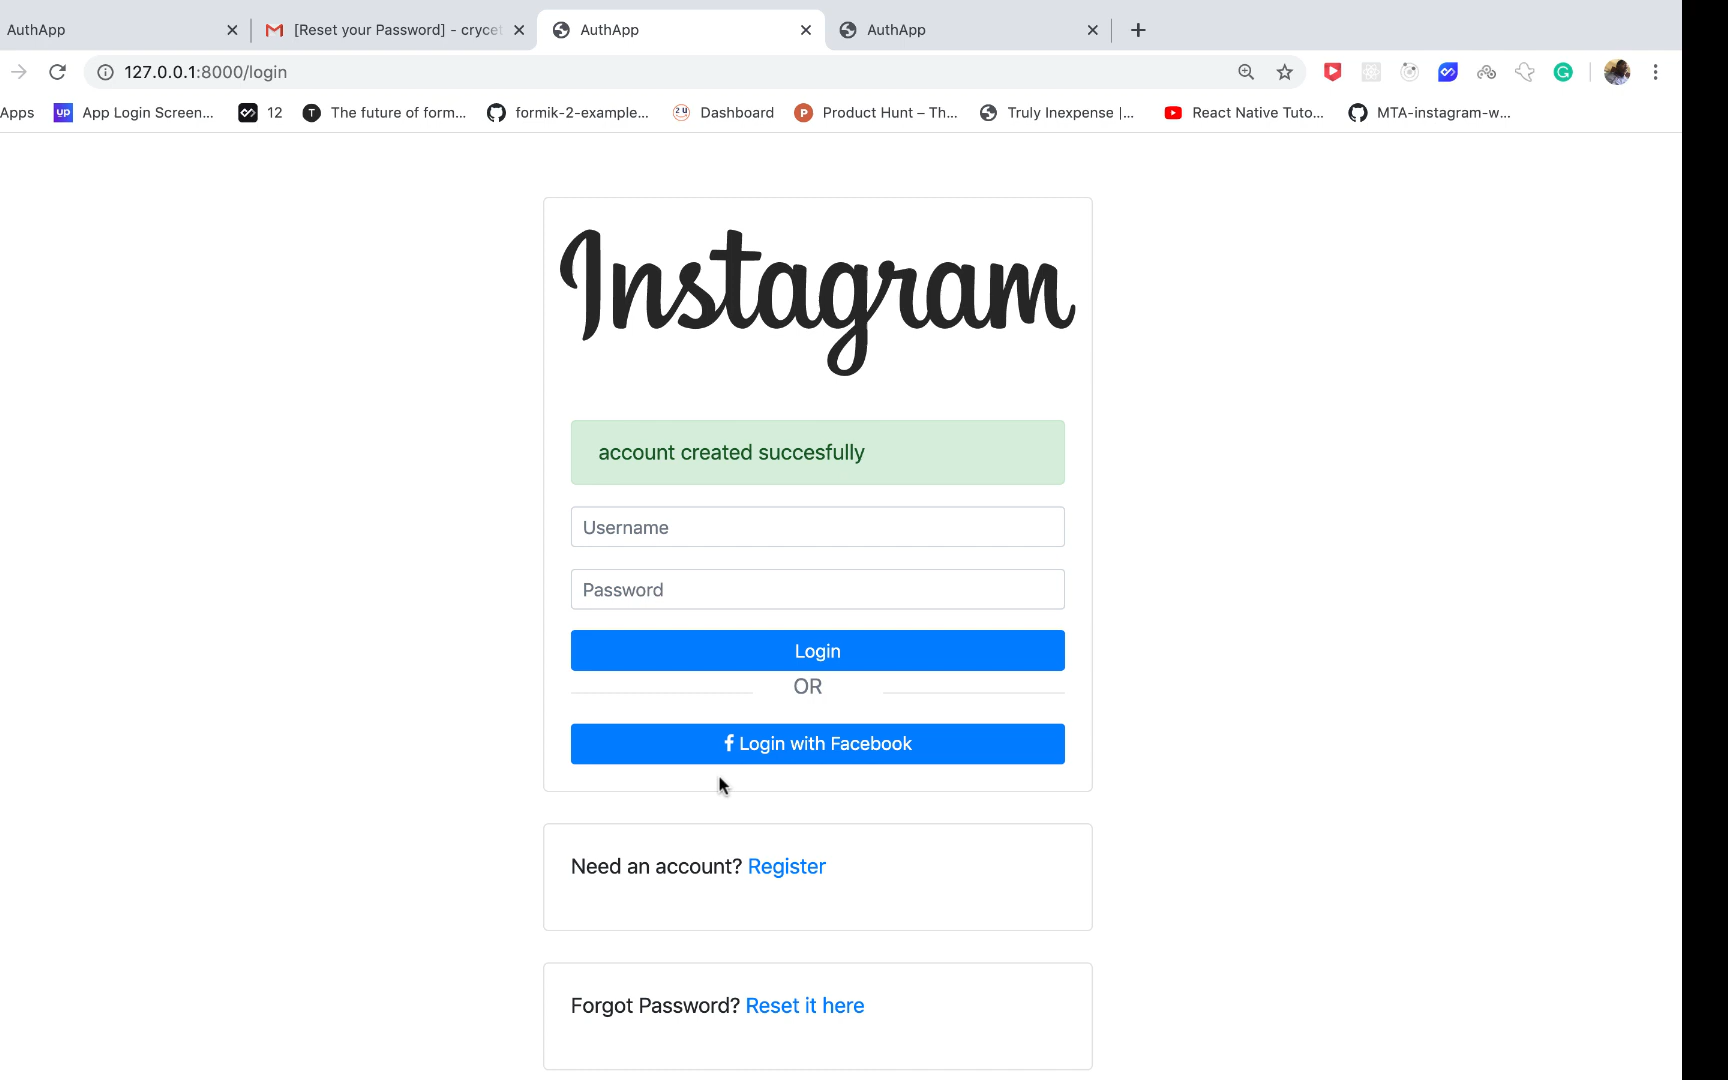 AuthApp
[Reset your Password] - cryce
AuthApp
AuthApp
127.0.0.1:8000/login
Apps
UP
App Login Screen...
12
T
The future of form...
formik-2-example...
2U
Dashboard
P
Product Hunt – Th...
Truly Inexpense |...
React Native Tuto...
MTA-instagram-w...
Instagram
account created succesfully
Username
Password
Login
OR
f Login with Facebook
Need an account? Register
Forgot Password? Reset it here